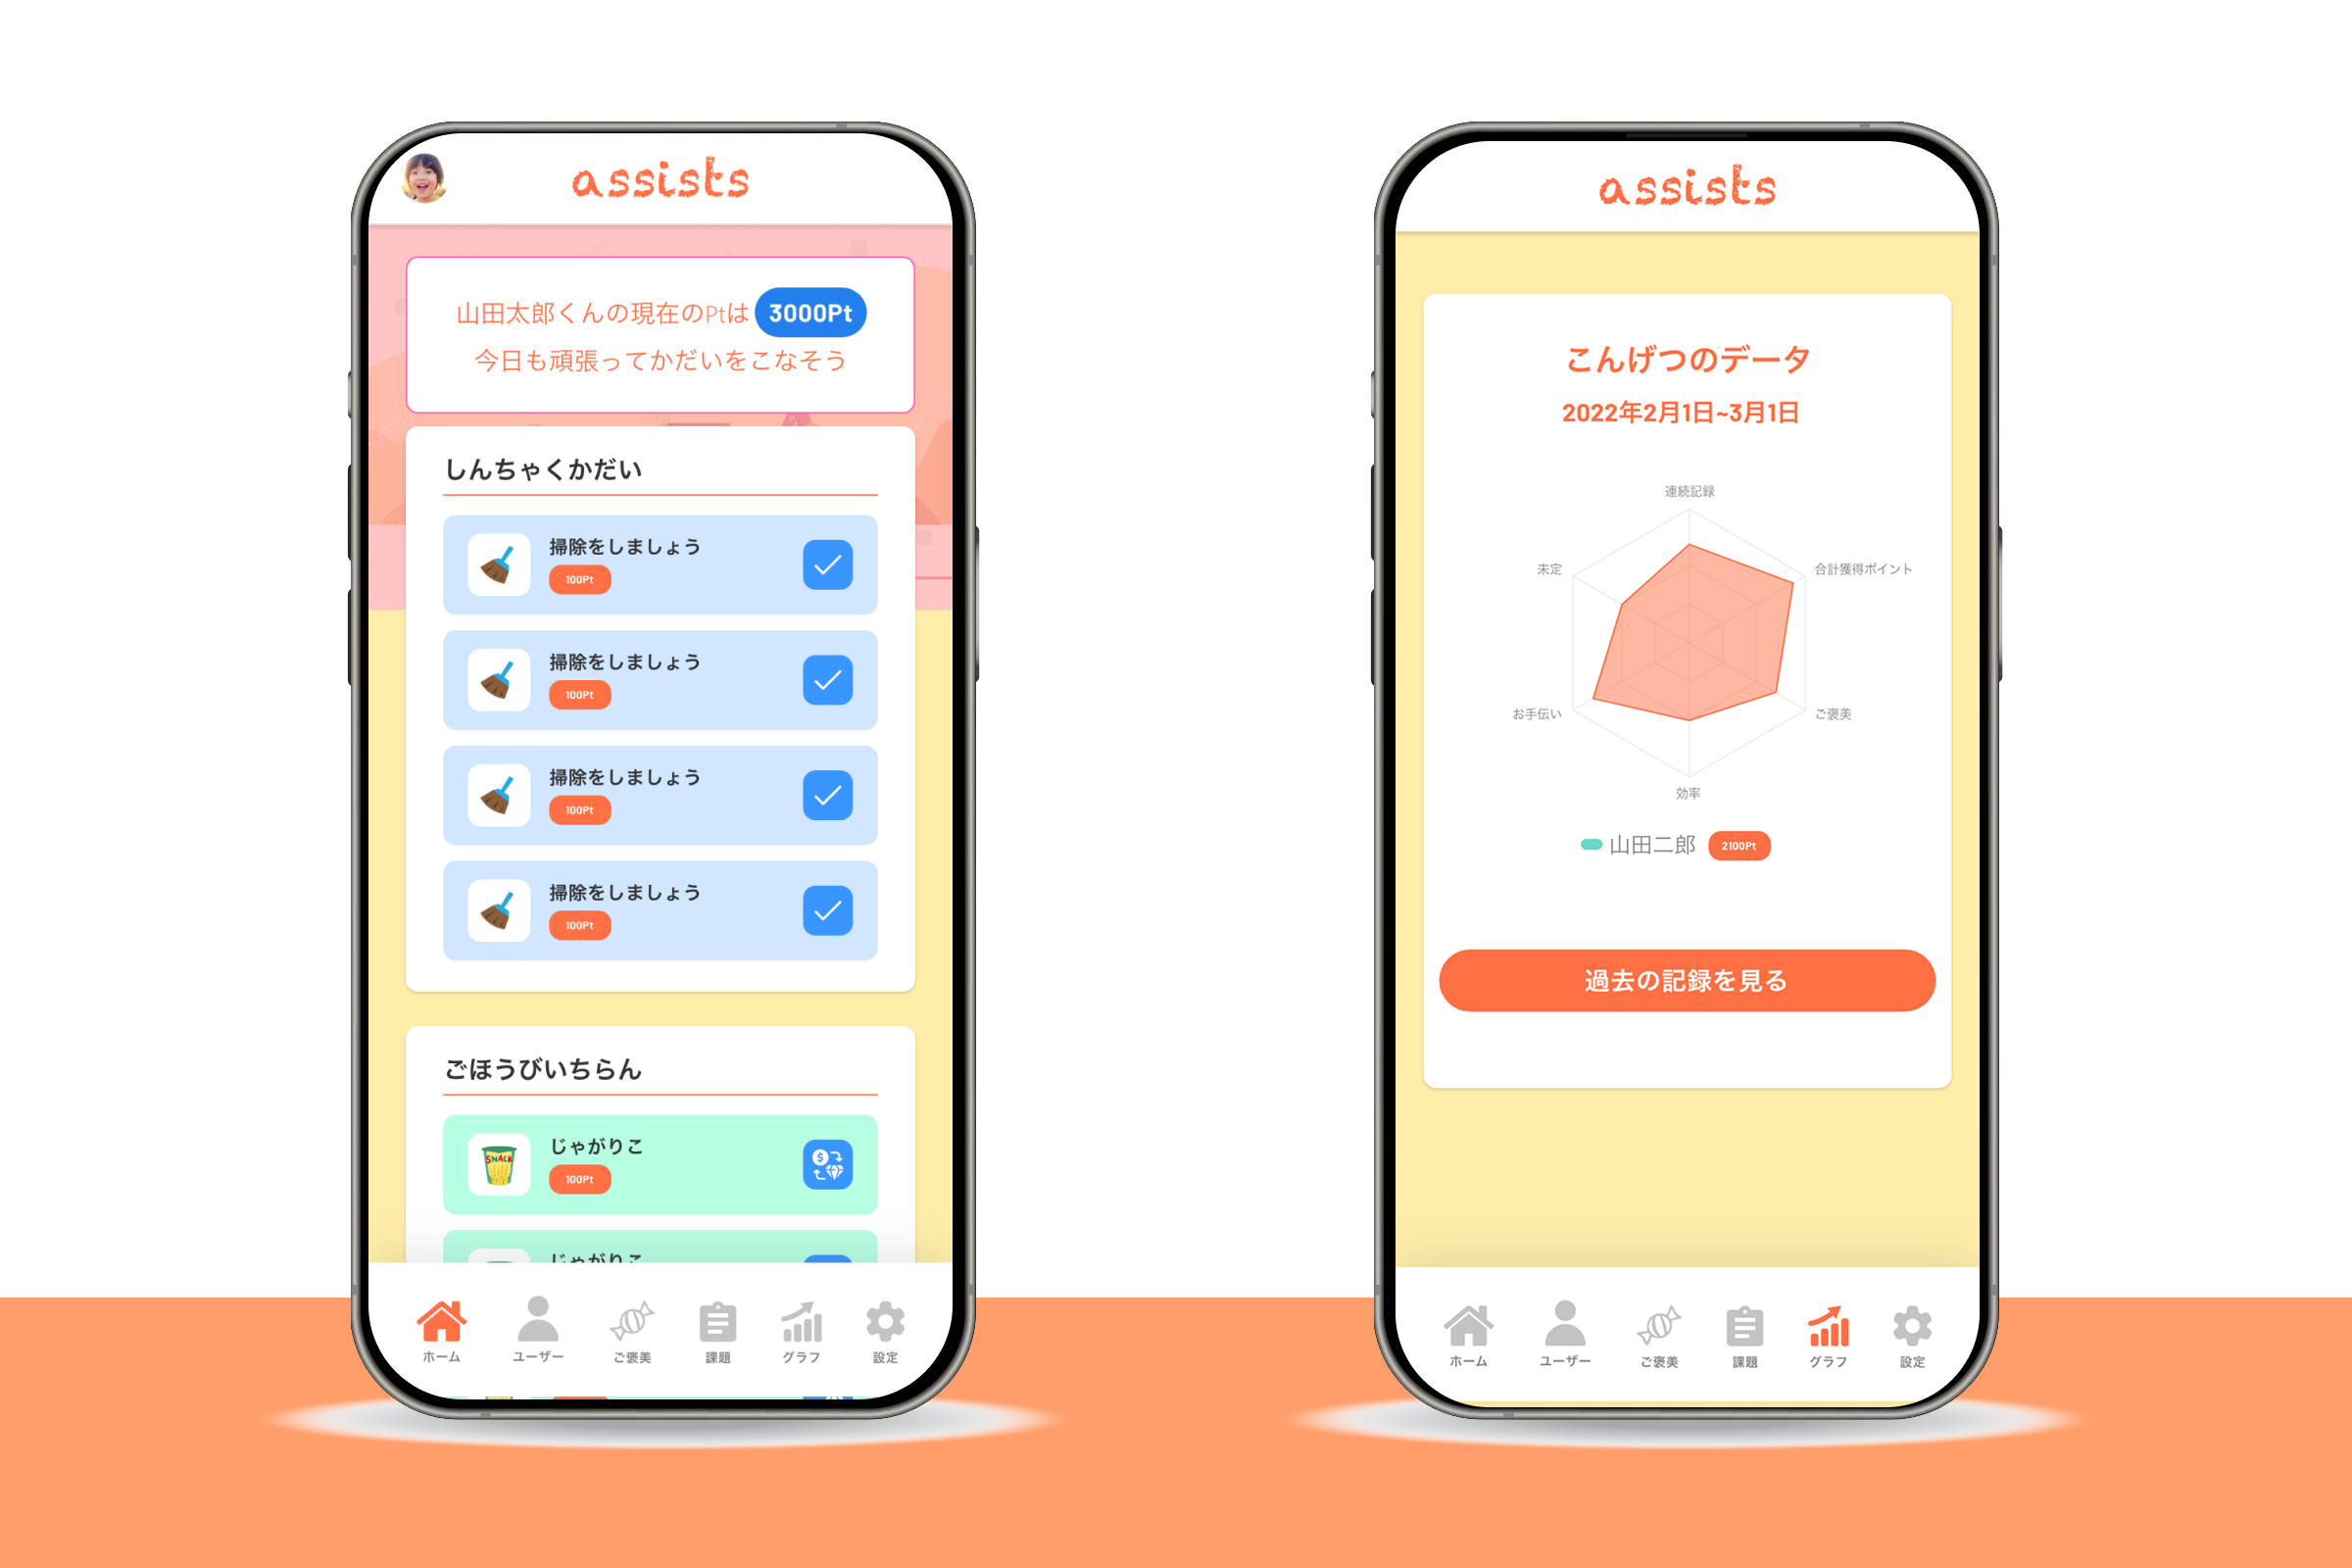 assists
山田太郎くんの現在のPtは 3000Pt
今日も頑張ってかだいをこなそう
しんちゃくかだい
掃除をしましょう
100Pt
掃除をしましょう
100Pt
掃除をしましょう
100Pt
掃除をしましょう
100Pt
ごほうびいちらん
SNACK
じゃがりこ
100Pt
じゃがりこ
ホーム ユーザー ご褒美 課題 グラフ 設定
assists
こんげつのデータ
2022年2月1日~3月1日
連続記録
未定
合計獲得ポイント
お手伝い
ご褒美
効率
山田二郎 2100Pt
過去の記録を見る
ホーム ユーザー ご褒美 課題 グラフ 設定